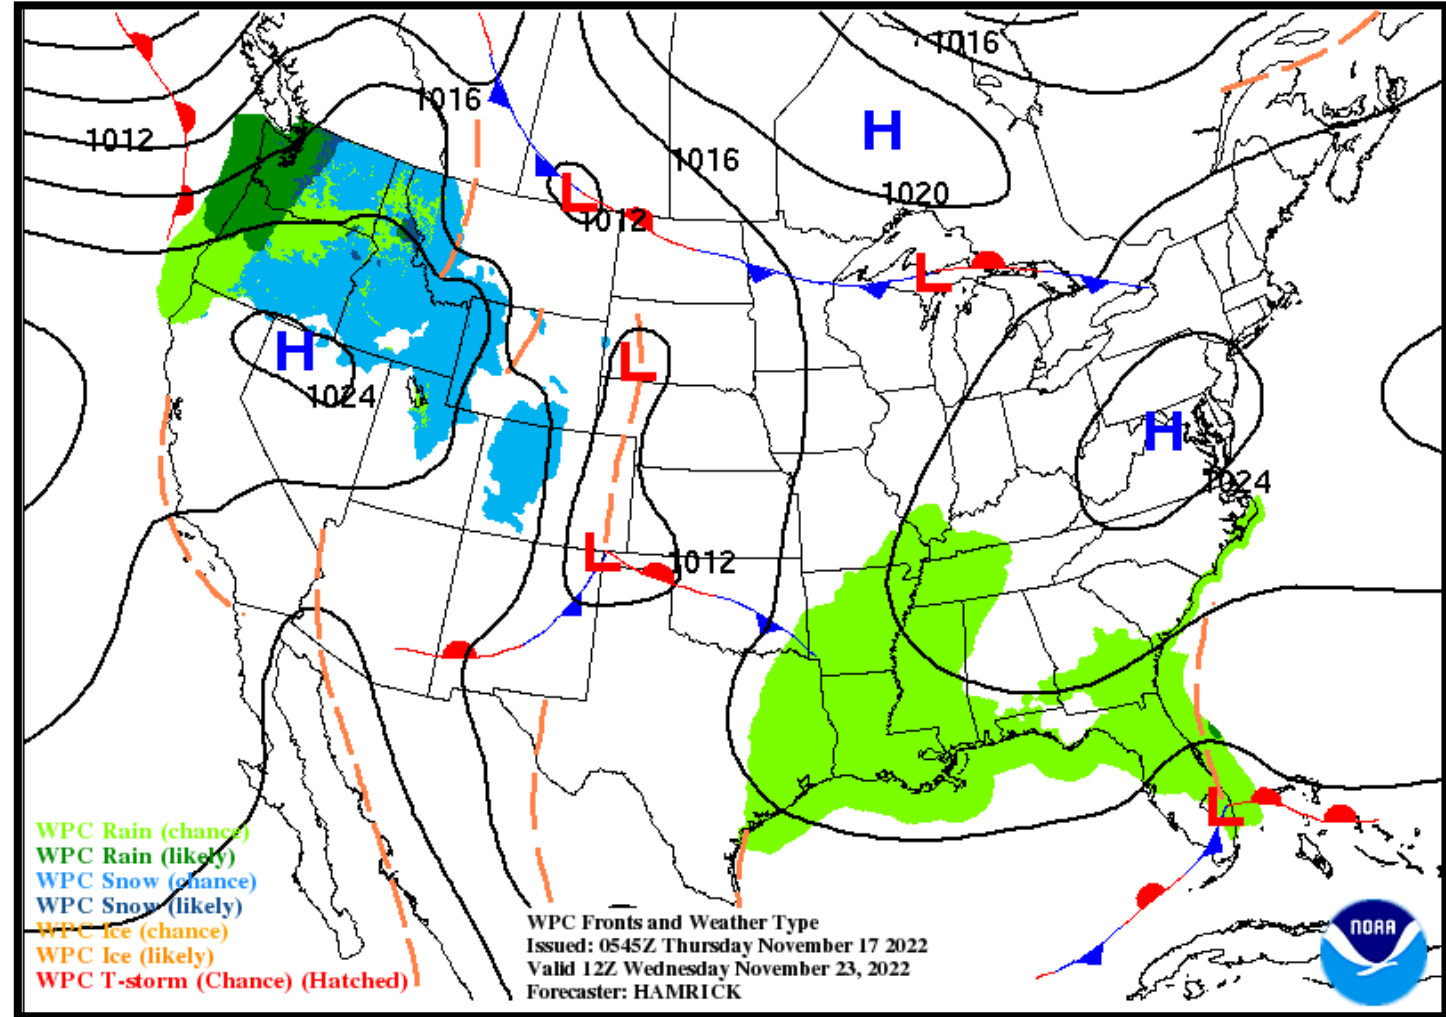 1016
1016
1012
1016
H
1020
L
1012
L
H
1024
L
H
1024
L
1012
L
WPC Rain (chance)
WPC Rain (likely)
WPC Snow (chance)
WPC Snow (likely)
WPC Ice (chance)
WPC Ice (likely)
WPC T-storm (Chance) (Hatched)
WPC Fronts and Weather Type
Issued: 0545Z Thursday November 17 2022
Valid 12Z Wednesday November 23, 2022
Forecaster: HAMRICK
NOAA